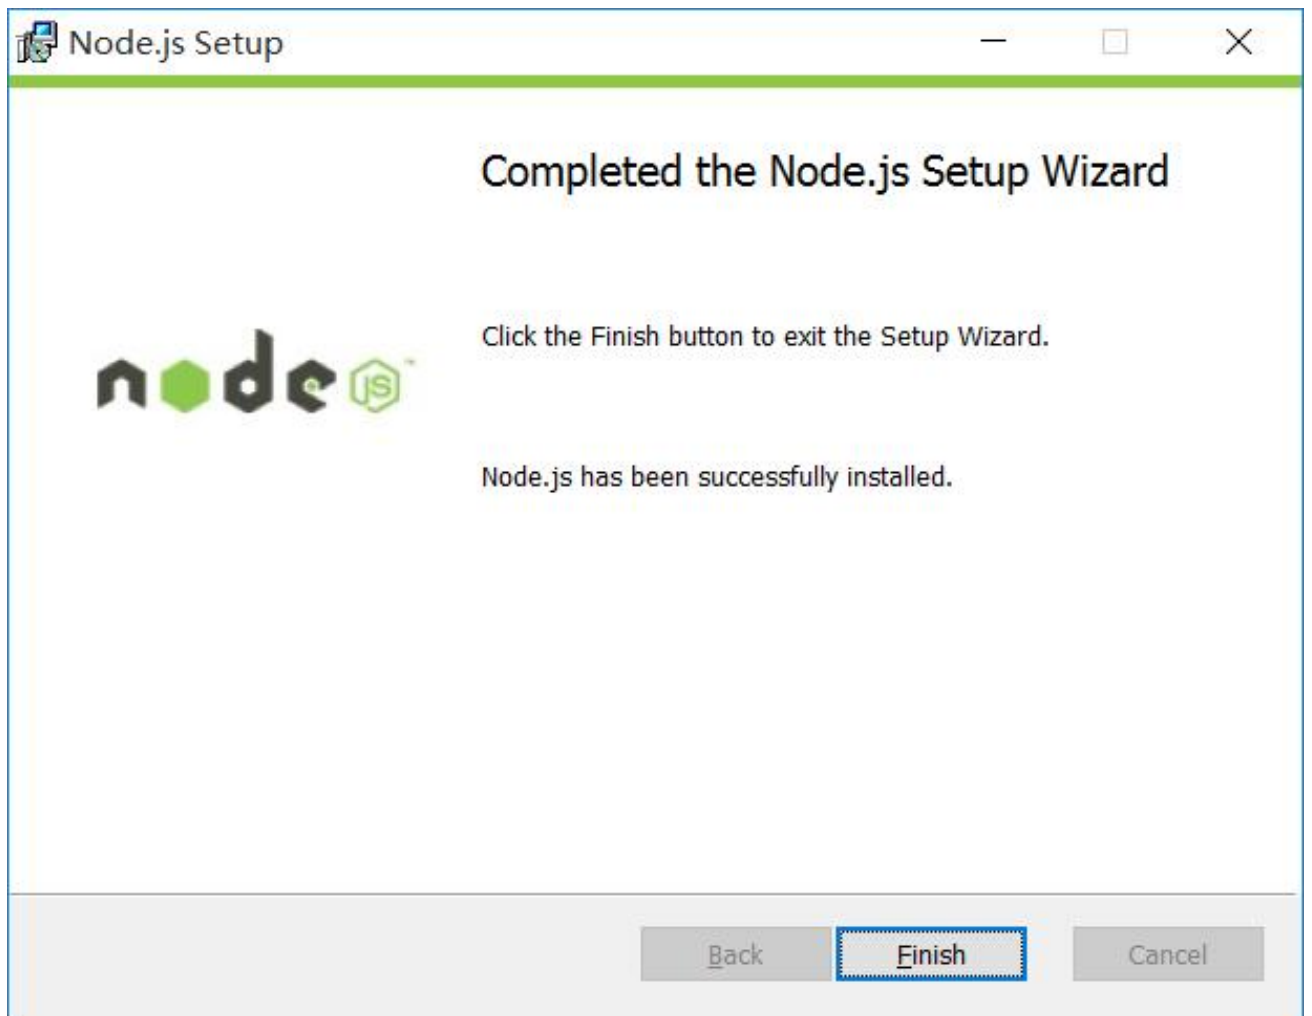 Node.js Setup
Completed the Node.js Setup Wizard
Click the Finish button to exit the Setup Wizard.
node JS™
Node.js has been successfully installed.
Back Finish Cancel